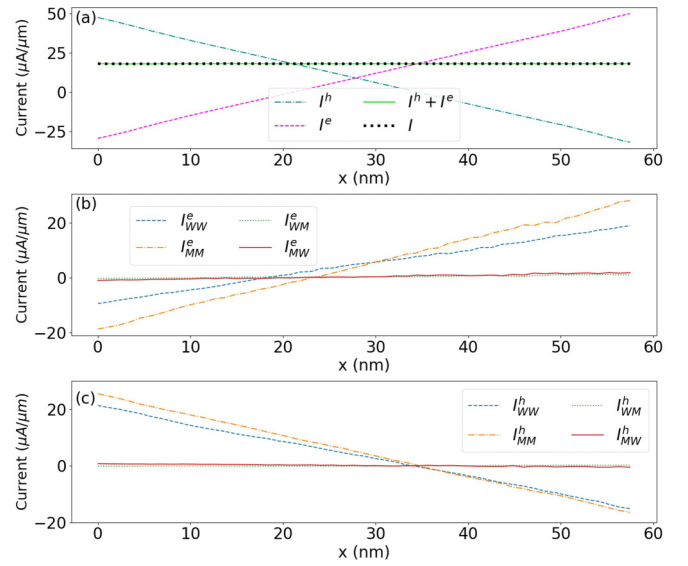 (a)
Current (μA/μm)
50
25
0
−25
I^h
I^e
I^h + I^e
I
0 10 20 30 40 50 60
x (nm)
(b)
Current (μA/μm)
20
0
−20
I^e_WW
I^e_MM
I^e_WM
I^e_MW
0 10 20 30 40 50 60
x (nm)
(c)
Current (μA/μm)
20
0
−20
I^h_WW
I^h_MM
I^h_WM
I^h_MW
0 10 20 30 40 50 60
x (nm)